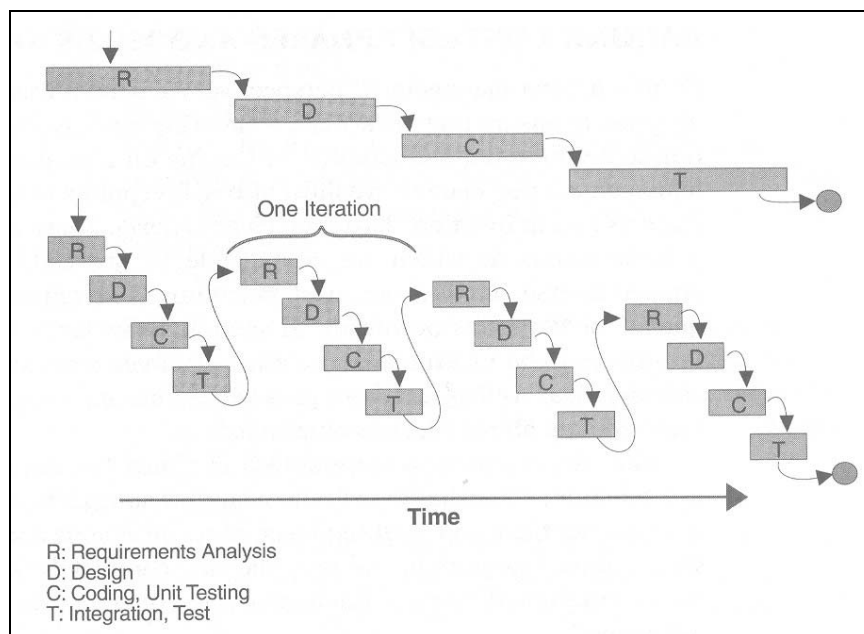 R
D
C
T
One Iteration
R
D
C
T
R
D
C
T
R
D
C
T
R
D
C
T
Time
R: Requirements Analysis
D: Design
C: Coding, Unit Testing
T: Integration, Test